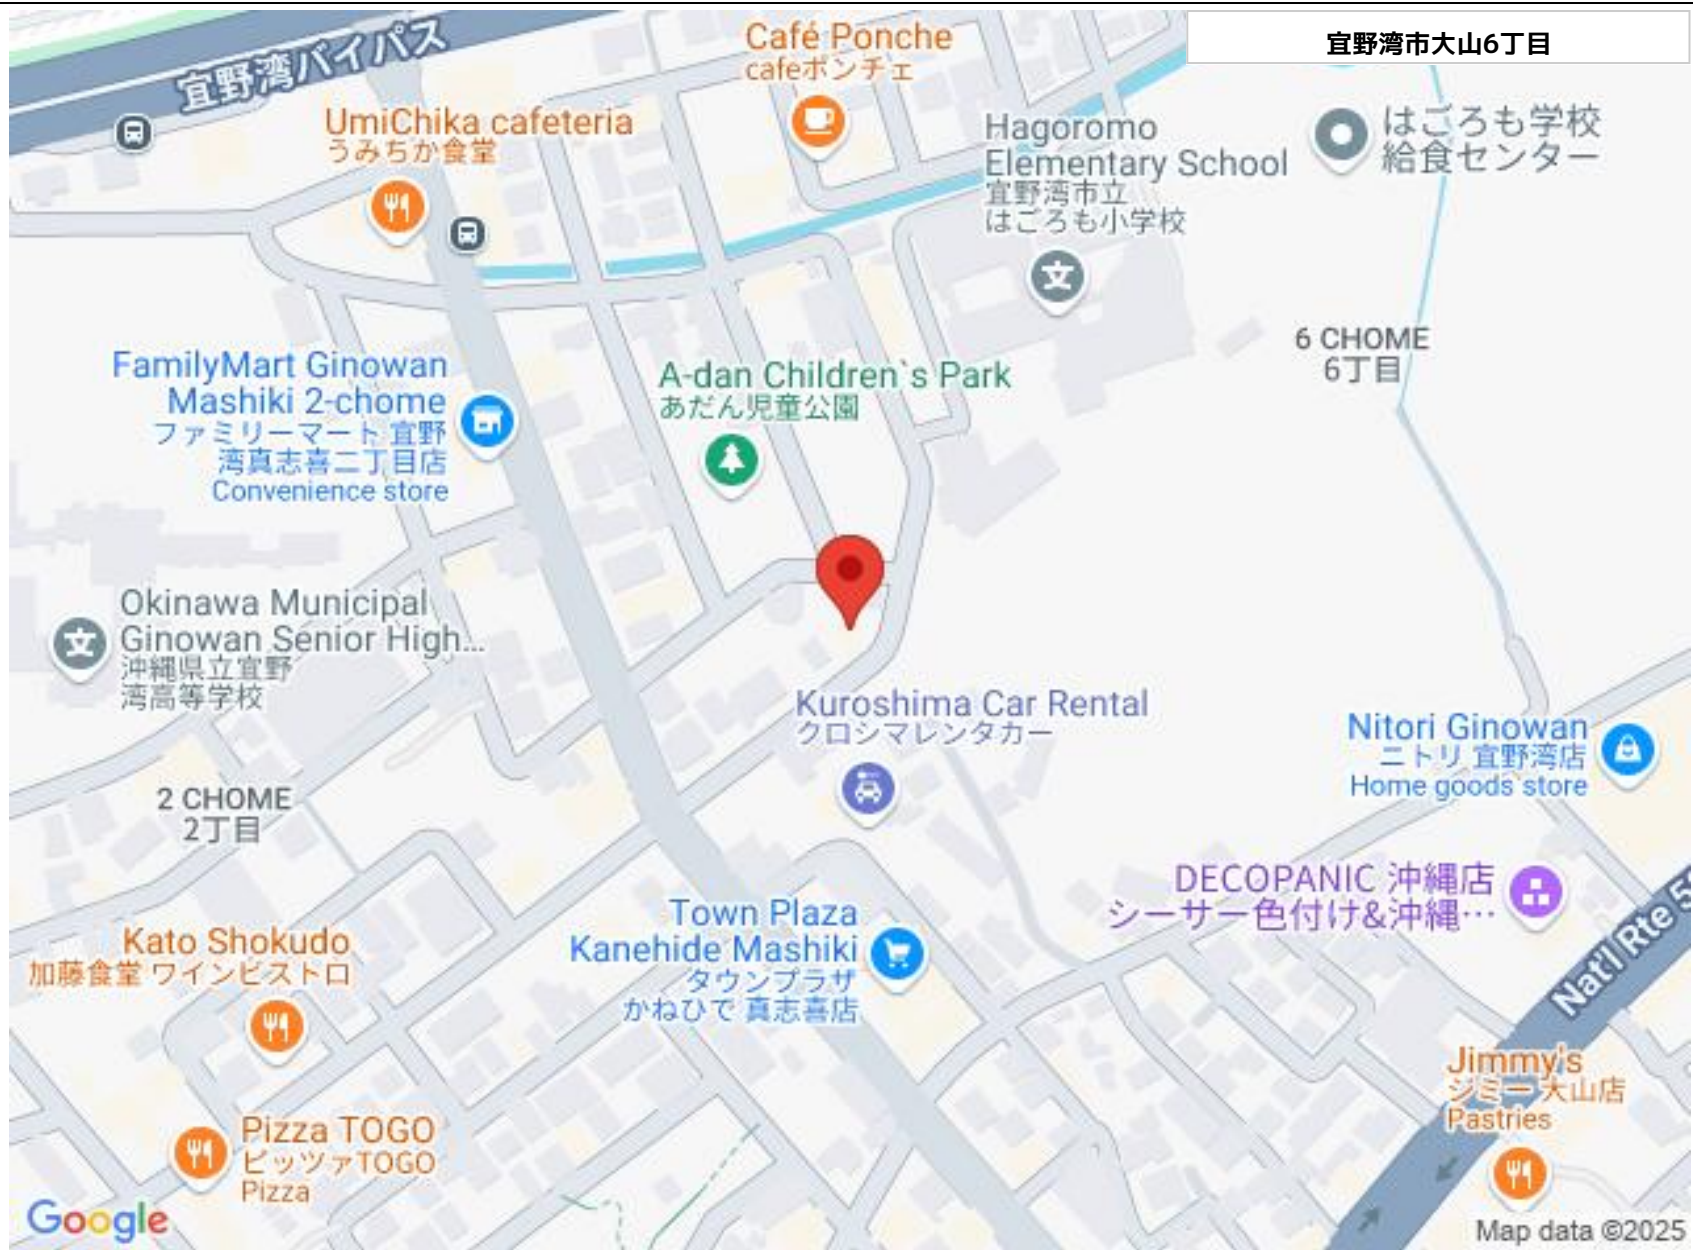 宜野湾市大山6丁目
宜野湾バイパス
Café Ponche
cafeポンチェ
UmiChika cafeteria
うみちか食堂
Hagoromo
Elementary School
宜野湾市立
はごろも小学校
はごろも学校
給食センター
6 CHOME
6丁目
FamilyMart Ginowan
Mashiki 2-chome
ファミリーマート 宜野
湾真志喜二丁目店
Convenience store
A-dan Children`s Park
あだん児童公園
Okinawa Municipal
Ginowan Senior High...
沖縄県立宜野
湾高等学校
Kuroshima Car Rental
クロシマレンタカー
Nitori Ginowan
ニトリ 宜野湾店
Home goods store
2 CHOME
2丁目
DECOPANIC 沖縄店
シーサー色付け&沖縄…
Nat'l Rte 5
Town Plaza
Kanehide Mashiki
タウンプラザ
かねひで 真志喜店
Kato Shokudo
加藤食堂 ワインビストロ
Jimmy's
ジミー 大山店
Pastries
Pizza TOGO
ピッツァTOGO
Pizza
Google
Map data ©2025